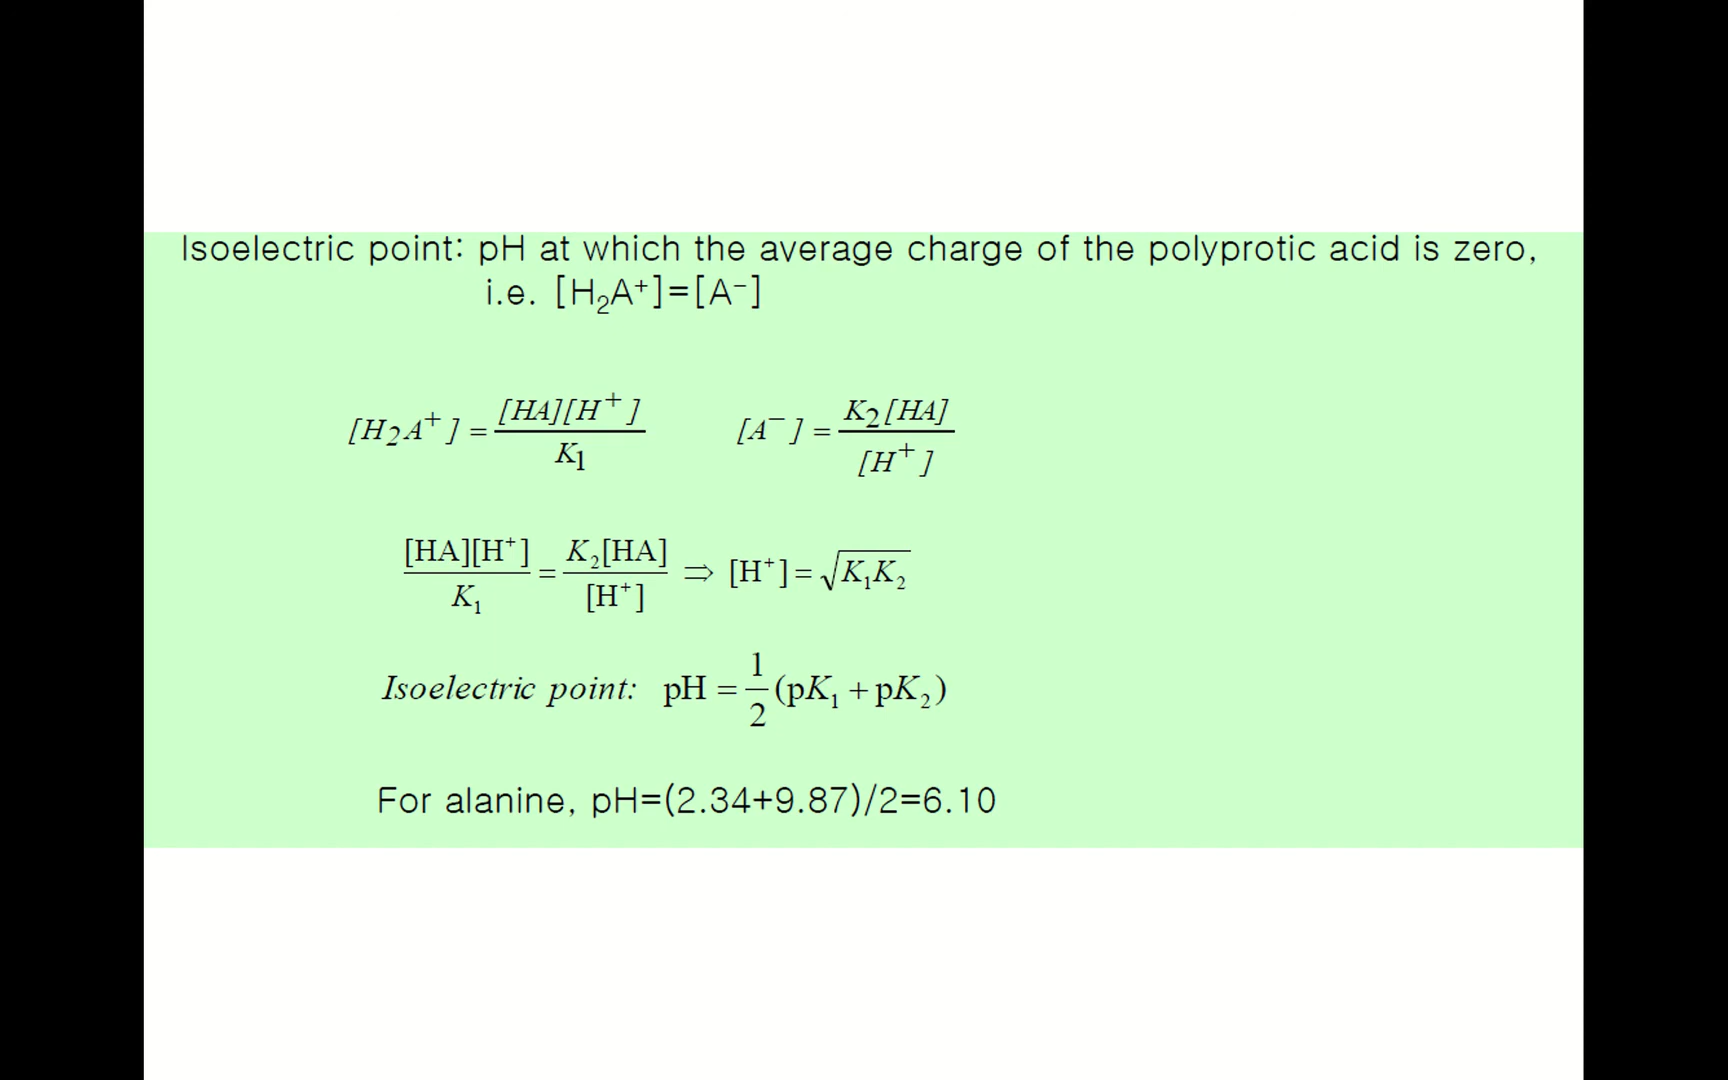 Isoelectric point: pH at which the average charge of the polyprotic acid is zero,
i.e. [H₂A⁺]=[A⁻]
[H₂A⁺] = [HA][H⁺] / K₁    [A⁻] = K₂[HA] / [H⁺]
[HA][H⁺] / K₁ = K₂[HA] / [H⁺] ⇒ [H⁺] = √K₁K₂
Isoelectric point: pH = 1/2 (pK₁ + pK₂)
For alanine, pH=(2.34+9.87)/2=6.10